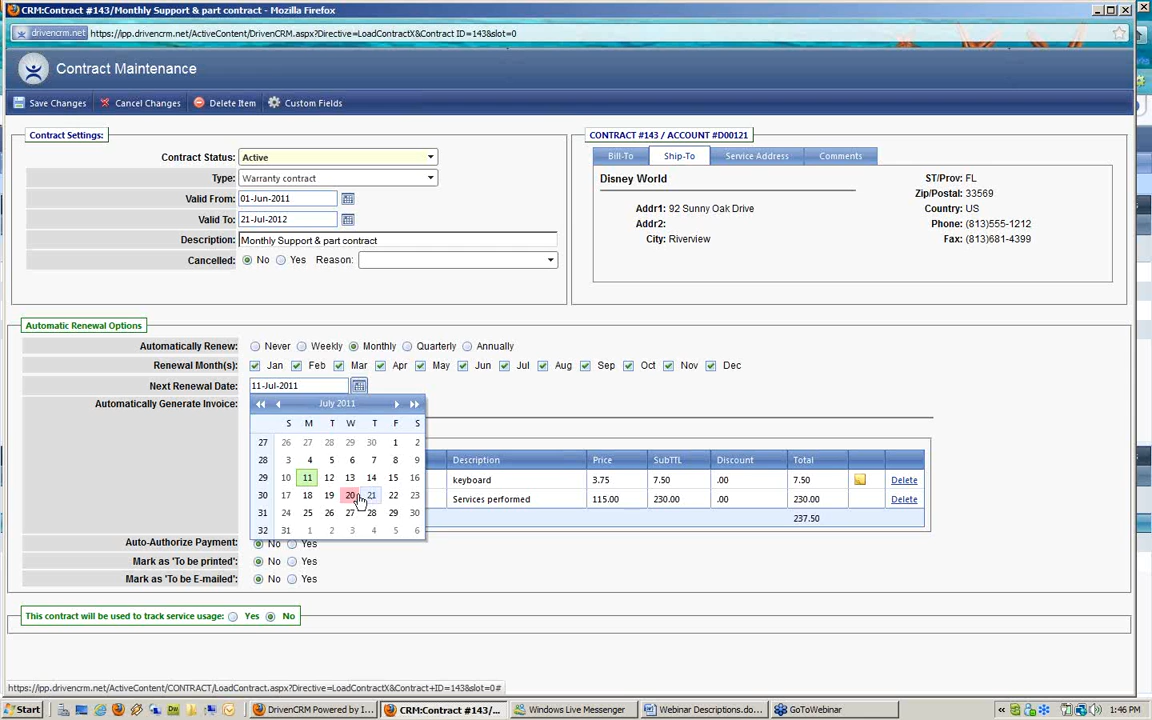 CRM:Contract #143/Monthly Support & part contract - Mozilla Firefox
drivencrm.net https://ipp.drivencrm.net/ActiveContent/DrivenCRM.aspx?Directive=LoadContractX&Contract ID=143&slot=0
Contract Maintenance
Save Changes Cancel Changes Delete Item Custom Fields
Contract Settings:
Contract Status: Active
Type: Warranty contract
Valid From: 01-Jun-2011
Valid To: 21-Jul-2012
Description: Monthly Support & part contract
Cancelled: No Yes Reason:
CONTRACT #143 / ACCOUNT #D00121
Bill-To Ship-To Service Address Comments
Disney World
Addr1: 92 Sunny Oak Drive
Addr2:
City: Riverview
ST/Prov: FL
Zip/Postal: 33569
Country: US
Phone: (813)555-1212
Fax: (813)681-4399
Automatic Renewal Options
Automatically Renew: Never Weekly Monthly Quarterly Annually
Renewal Month(s): Jan Feb Mar Apr May Jun Jul Aug Sep Oct Nov Dec
Next Renewal Date: 11-Jul-2011
Automatically Generate Invoice:
July 2011
S M T W T F S
27 26 27 28 29 30 1 2
28 3 4 5 6 7 8 9
29 10 11 12 13 14 15 16
30 17 18 19 20 21 22 23
31 24 25 26 27 28 29 30
32 31 1 2 3 4 5 6
Description Price SubTTL Discount Total
keyboard 3.75 7.50 .00 7.50 Delete
Services performed 115.00 230.00 .00 230.00 Delete
237.50
Auto-Authorize Payment: No Yes
Mark as 'To be printed': No Yes
Mark as 'To be E-mailed': No Yes
This contract will be used to track service usage: Yes No
https://ipp.drivencrm.net/ActiveContent/CONTRACT/LoadContract.aspx?Directive=LoadContractX&Contract+ID=143&slot=0#
Start DrivenCRM Powered by I... CRM:Contract #143/... Windows Live Messenger Webinar Descriptions.do... GoToWebinar « 1:46 PM